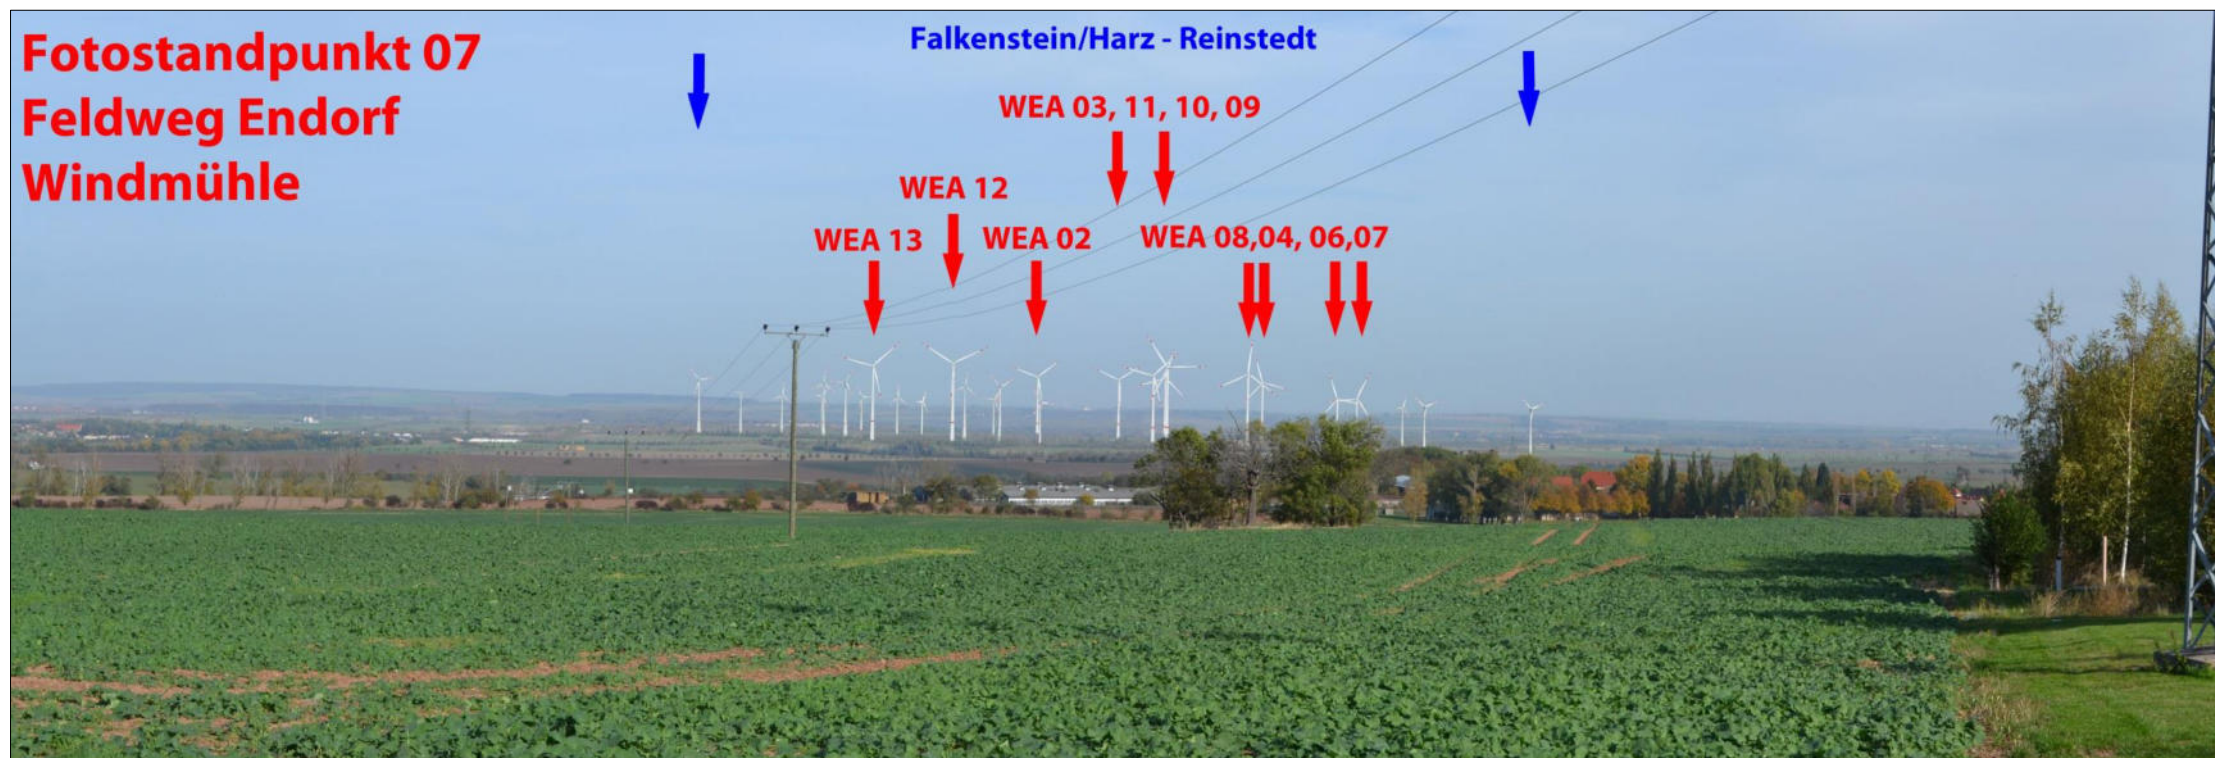 Fotostandpunkt 07
Feldweg Endorf
Windmühle
Falkenstein/Harz - Reinstedt
WEA 03, 11, 10, 09
WEA 12
WEA 13
WEA 02
WEA 08,04, 06,07